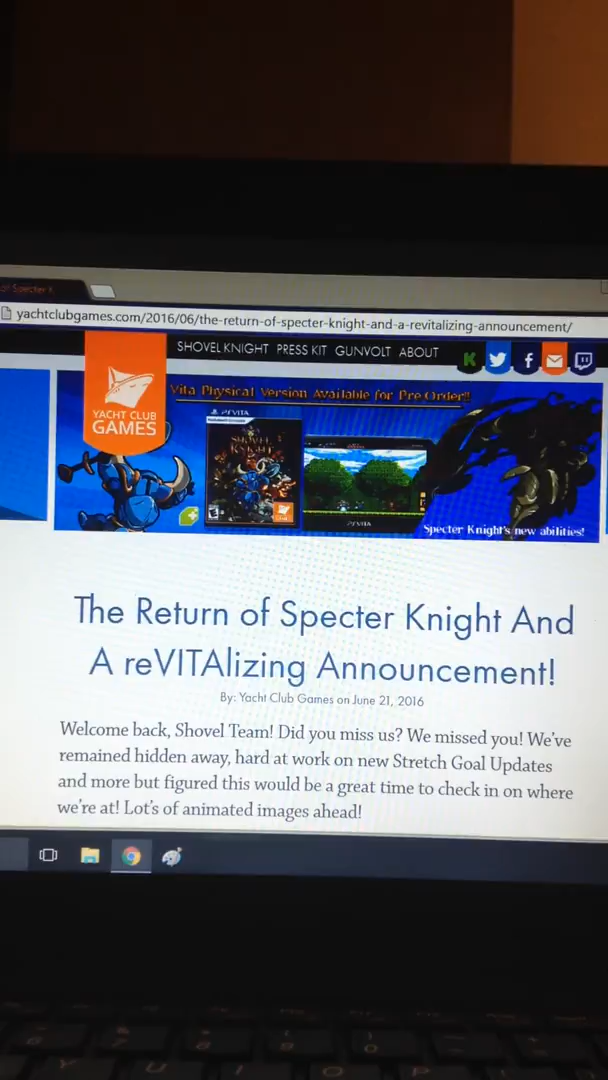 yachtclubgames.com/2016/06/the-return-of-specter-knight-and-a-revitalizing-announcement/
SHOVEL KNIGHT PRESS KIT GUNVOLT ABOUT
YACHT CLUB
GAMES
Vita Physical Version Available for Pre Order!!
PSVITA
SHOVEL
KNIGHT
PSVITA
Specter Knight's new abilities!
The Return of Specter Knight And
A reVITAlizing Announcement!
By: Yacht Club Games on June 21, 2016
Welcome back, Shovel Team! Did you miss us? We missed you! We've
remained hidden away, hard at work on new Stretch Goal Updates
and more but figured this would be a great time to check in on where
we're at! Lot's of animated images ahead!